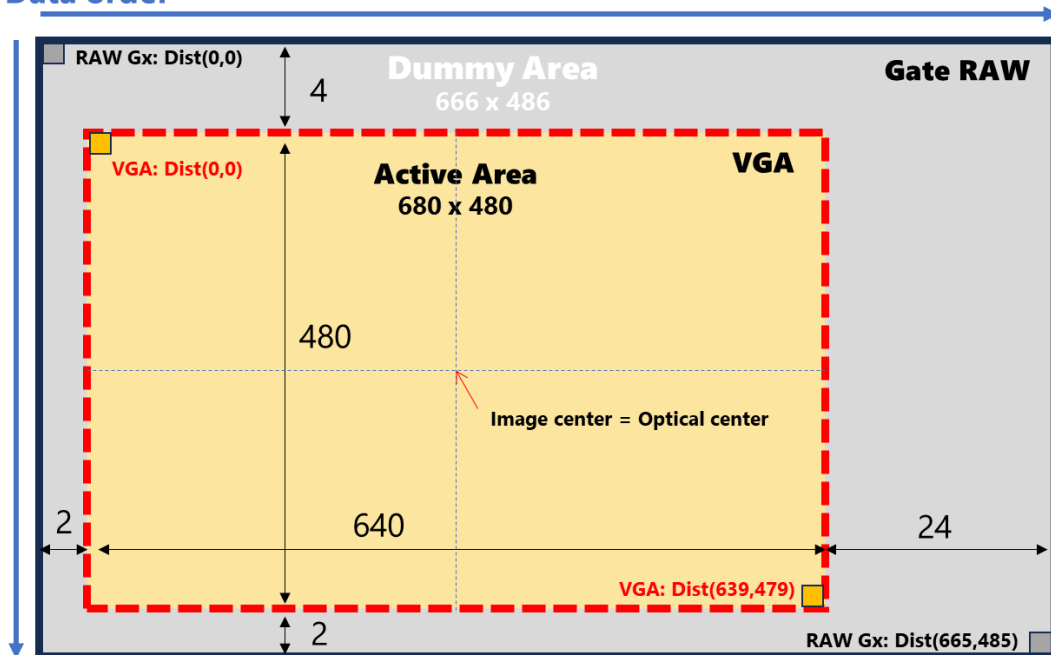 Data order
RAW Gx: Dist(0,0)
4
Dummy Area
666 x 486
Gate RAW
VGA: Dist(0,0)
Active Area
680 x 480
VGA
480
Image center = Optical center
2
640
24
VGA: Dist(639,479)
2
RAW Gx: Dist(665,485)